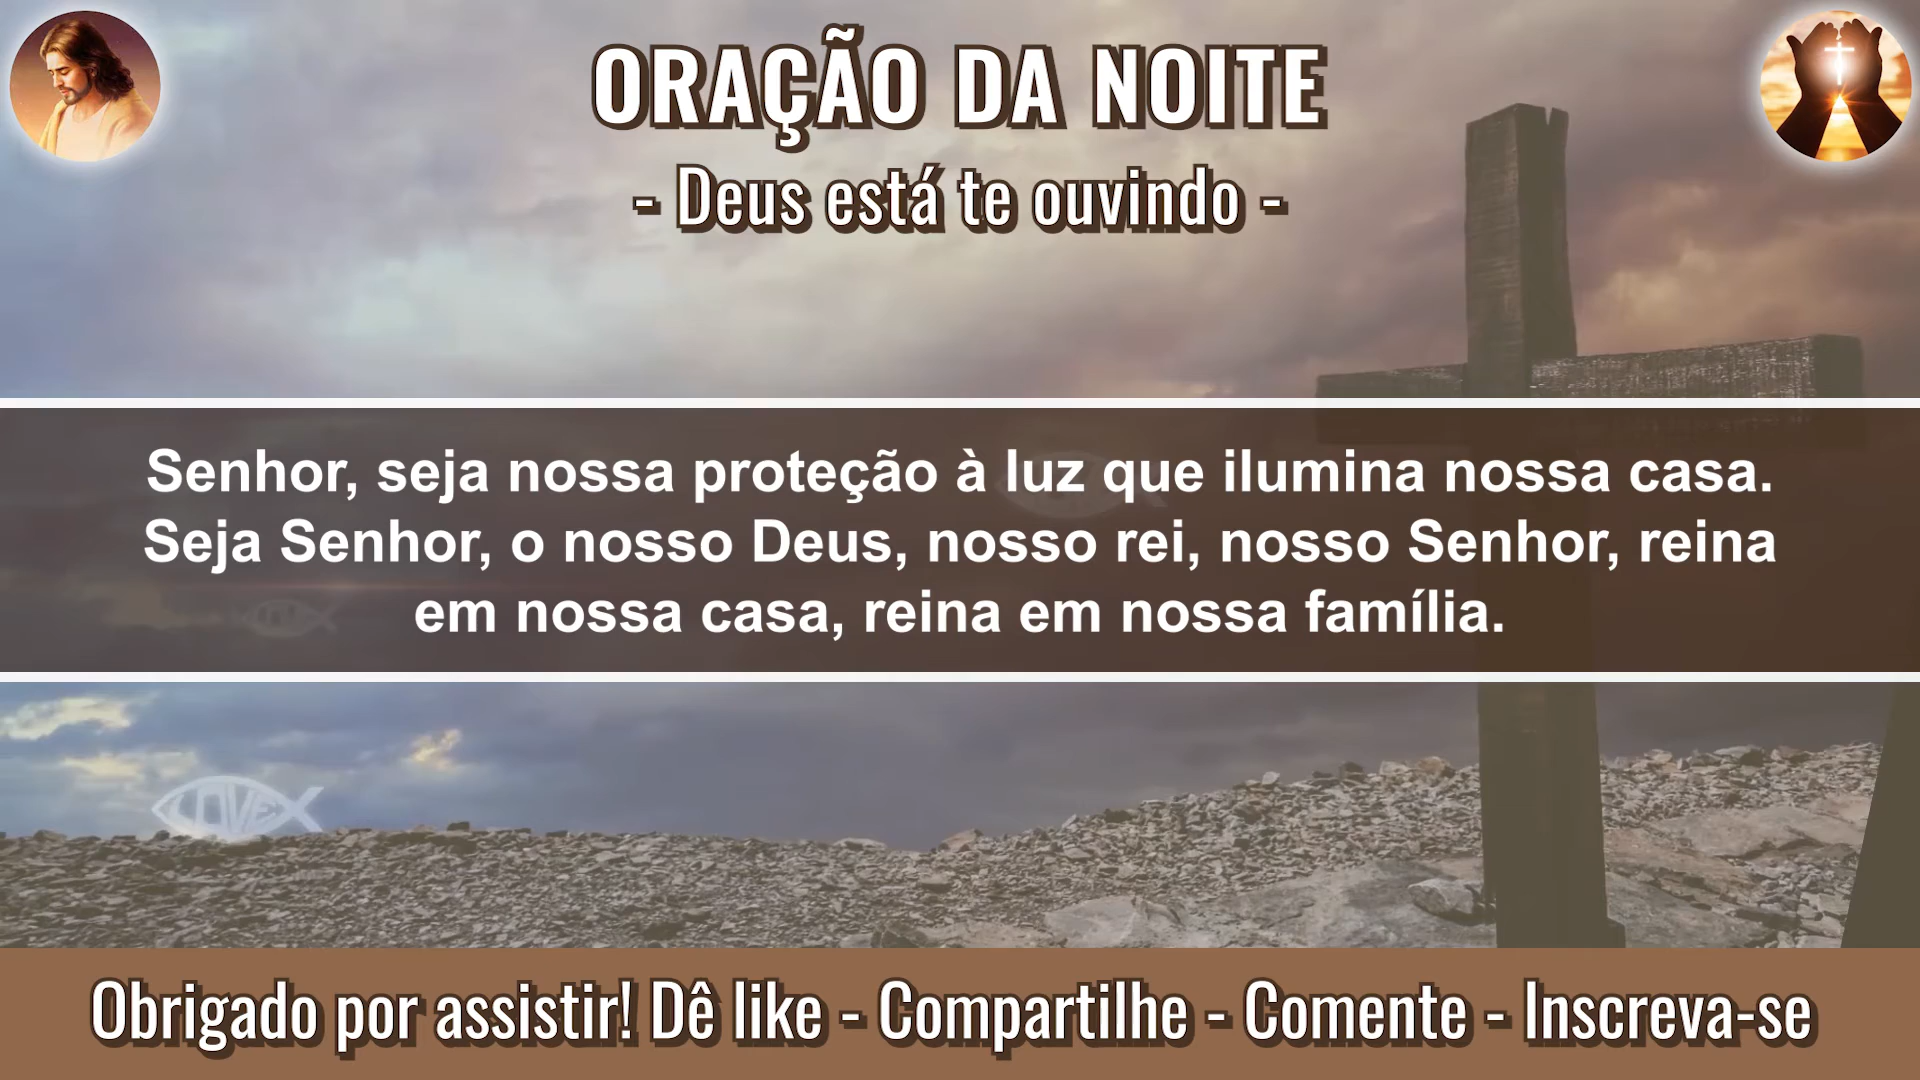 ORAÇÃO DA NOITE
- Deus está te ouvindo -
Senhor, seja nossa proteção à luz que ilumina nossa casa.
Seja Senhor, o nosso Deus, nosso rei, nosso Senhor, reina
em nossa casa, reina em nossa família.
LOVE
Obrigado por assistir! Dê like - Compartilhe - Comente - Inscreva-se